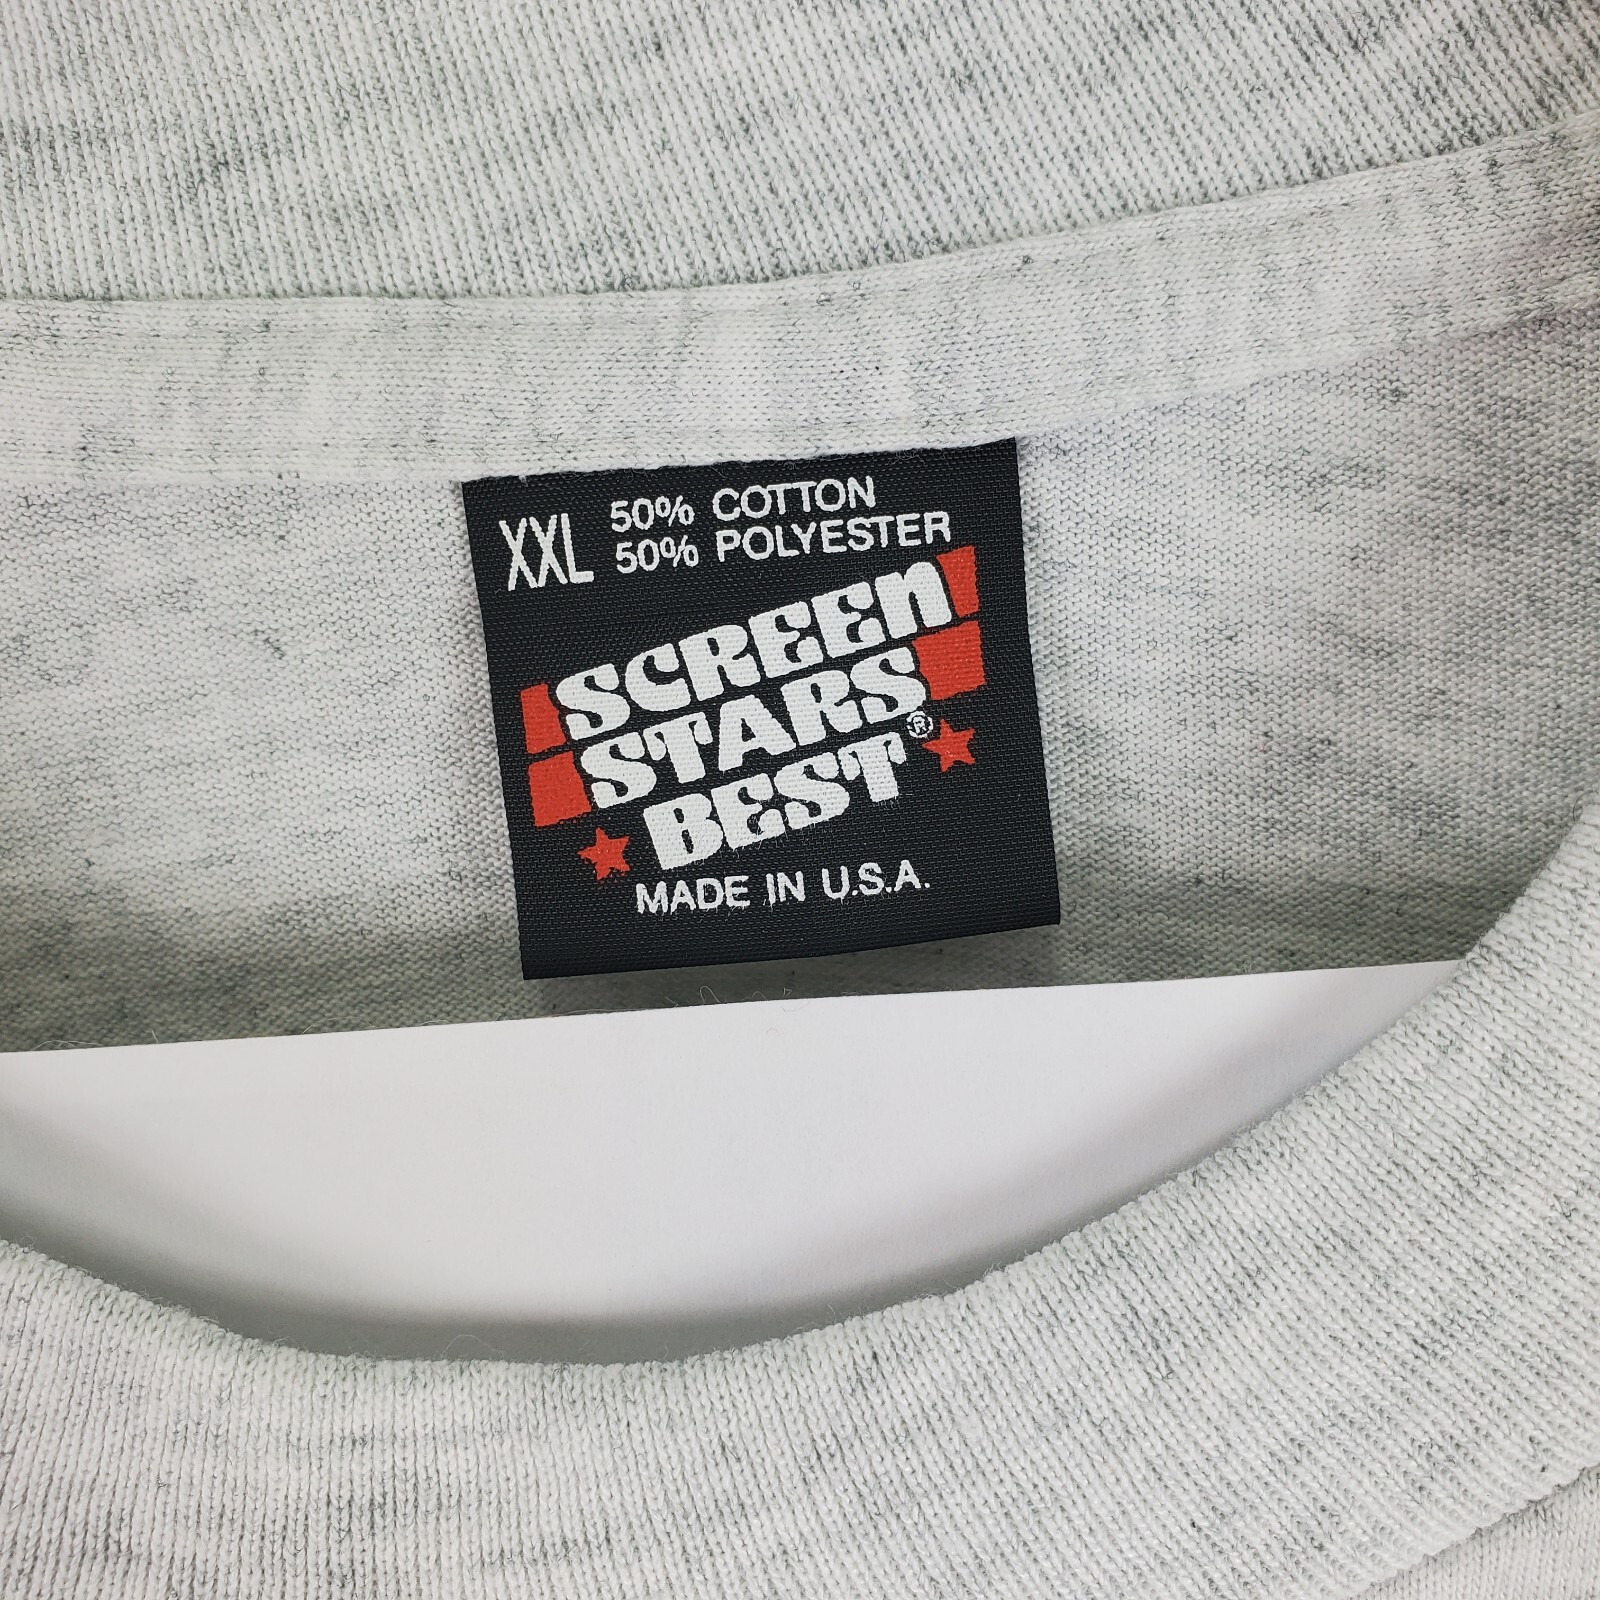 XXL
50% COTTON
50% POLYESTER
SCREEN
STARS®
BEST
MADE IN U.S.A.